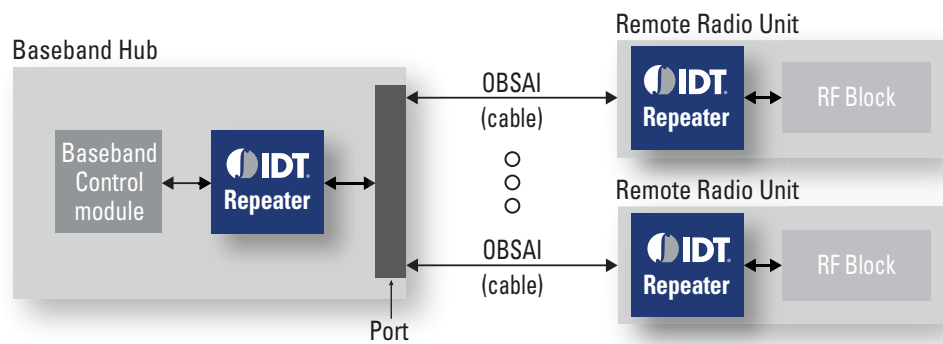 Baseband Hub
Baseband
Control
module
IDT.
Repeater
Port
OBSAI
(cable)
OBSAI
(cable)
Remote Radio Unit
IDT.
Repeater
RF Block
Remote Radio Unit
IDT.
Repeater
RF Block